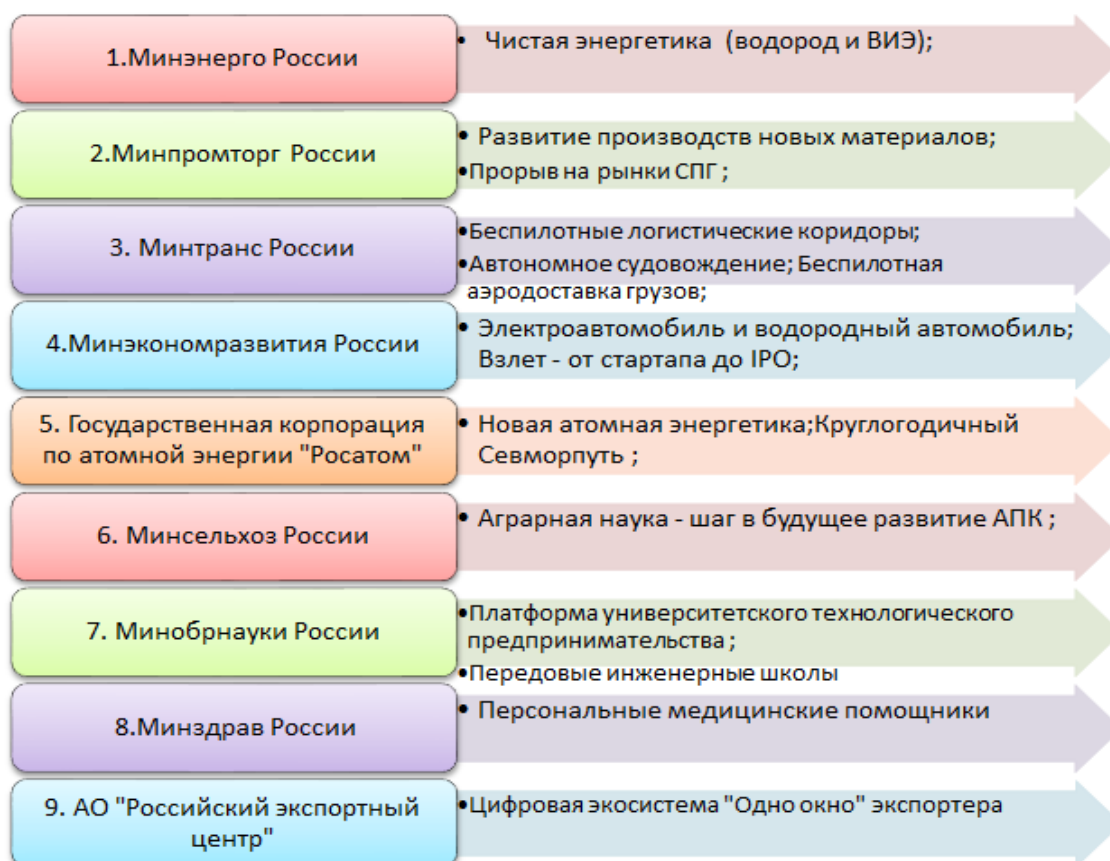 1.Минэнерго России
• Чистая энергетика (водород и ВИЭ);
2.Минпромторг России
• Развитие производств новых материалов;
•Прорыв на рынки СПГ ;
3. Минтранс России
•Беспилотные логистические коридоры;
•Автономное судовождение; Беспилотная
аэродоставка грузов;
4.Минэкономразвития России
• Электроавтомобиль и водородный автомобиль;
Взлет - от стартапа до IPO;
5. Государственная корпорация
по атомной энергии "Росатом"
• Новая атомная энергетика;Круглогодичный
Севморпуть ;
6. Минсельхоз России
• Аграрная наука - шаг в будущее развитие АПК ;
7. Минобрнауки России
•Платформа университетского технологического
предпринимательства ;
•Передовые инженерные школы
8.Минздрав России
• Персональные медицинские помощники
9. АО "Российский экспортный
центр"
•Цифровая экосистема "Одно окно" экспортера